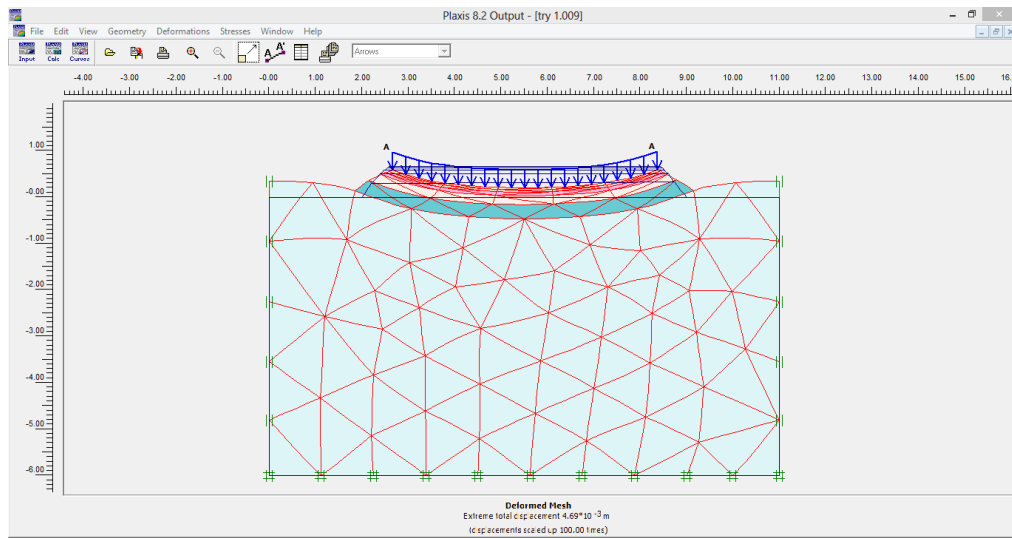 Plaxis 8.2 Output - [try 1.009]
File Edit View Geometry Deformations Stresses Window Help
Input Calc Curves A A' Arrows
-4.00 -3.00 -2.00 -1.00 -0.00 1.00 2.00 3.00 4.00 5.00 6.00 7.00 8.00 9.00 10.00 11.00 12.00 13.00 14.00 15.00 16.
1.00
-0.00
-1.00
-2.00
-3.00
-4.00
-5.00
-6.00
A A
Deformed Mesh
Extreme total displacement 4.69*10 -3 m
(displacements scaled up 100.00 times)